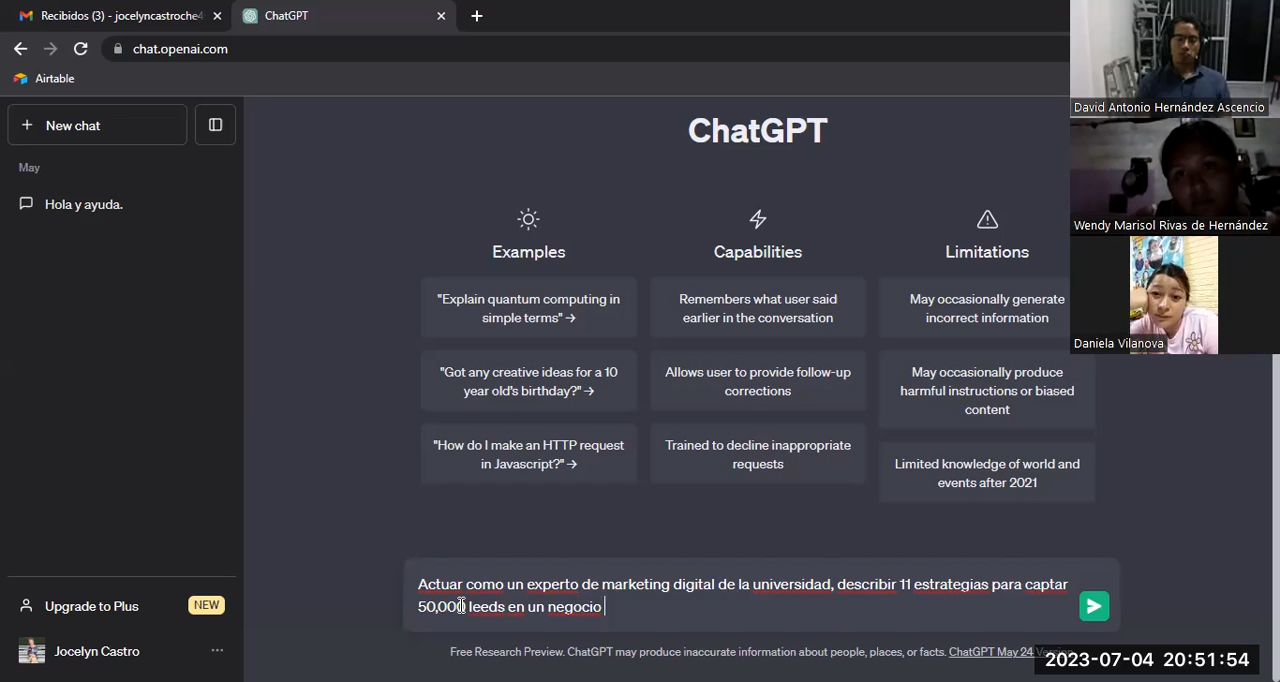 Recibidos (3) - jocelyncastroche4
ChatGPT
chat.openai.com
Airtable
New chat
May
Hola y ayuda.
ChatGPT
Examples
Capabilities
Limitations
"Explain quantum computing in
simple terms" →
Remembers what user said
earlier in the conversation
May occasionally generate
incorrect information
"Got any creative ideas for a 10
year old's birthday?" →
Allows user to provide follow-up
corrections
May occasionally produce
harmful instructions or biased
content
"How do I make an HTTP request
in Javascript?" →
Trained to decline inappropriate
requests
Limited knowledge of world and
events after 2021
Actuar como un experto de marketing digital de la universidad, describir 11 estrategias para captar
50,000 leeds en un negocio
Free Research Preview. ChatGPT may produce inaccurate information about people, places, or facts. ChatGPT May 24 Version
Upgrade to Plus
NEW
Jocelyn Castro
David Antonio Hernández Ascencio
Wendy Marisol Rivas de Hernández
Daniela Vilanova
2023-07-04 20:51:54